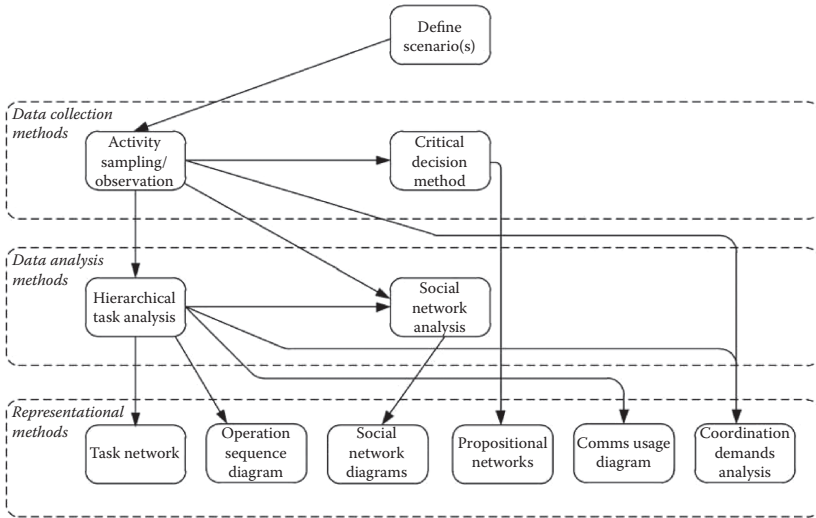 Define
scenario(s)
Data collection
methods
Activity
sampling/
observation
Critical
decision
method
Data analysis
methods
Hierarchical
task analysis
Social
network
analysis
Representational
methods
Task network
Operation
sequence
diagram
Social
network
diagrams
Propositional
networks
Comms usage
diagram
Coordination
demands
analysis